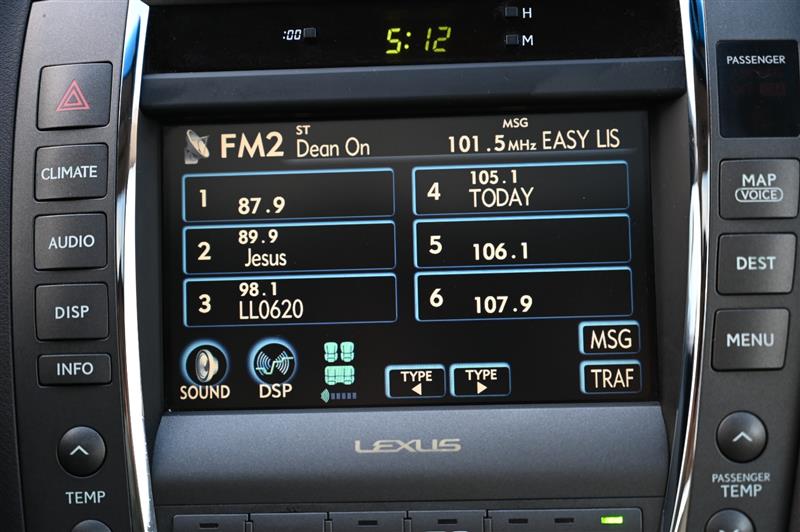 :00
5:12
H
M
PASSENGER
CLIMATE
AUDIO
DISP
INFO
TEMP
FM2 ST Dean On
MSG
101.5MHz EASY LIS
1 87.9
2 89.9
Jesus
3 98.1
LL0620
4 105.1
TODAY
5 106.1
6 107.9
SOUND
DSP
TYPE
TYPE
MSG
TRAF
MAP
VOICE
DEST
MENU
PASSENGER
TEMP
LEXUS